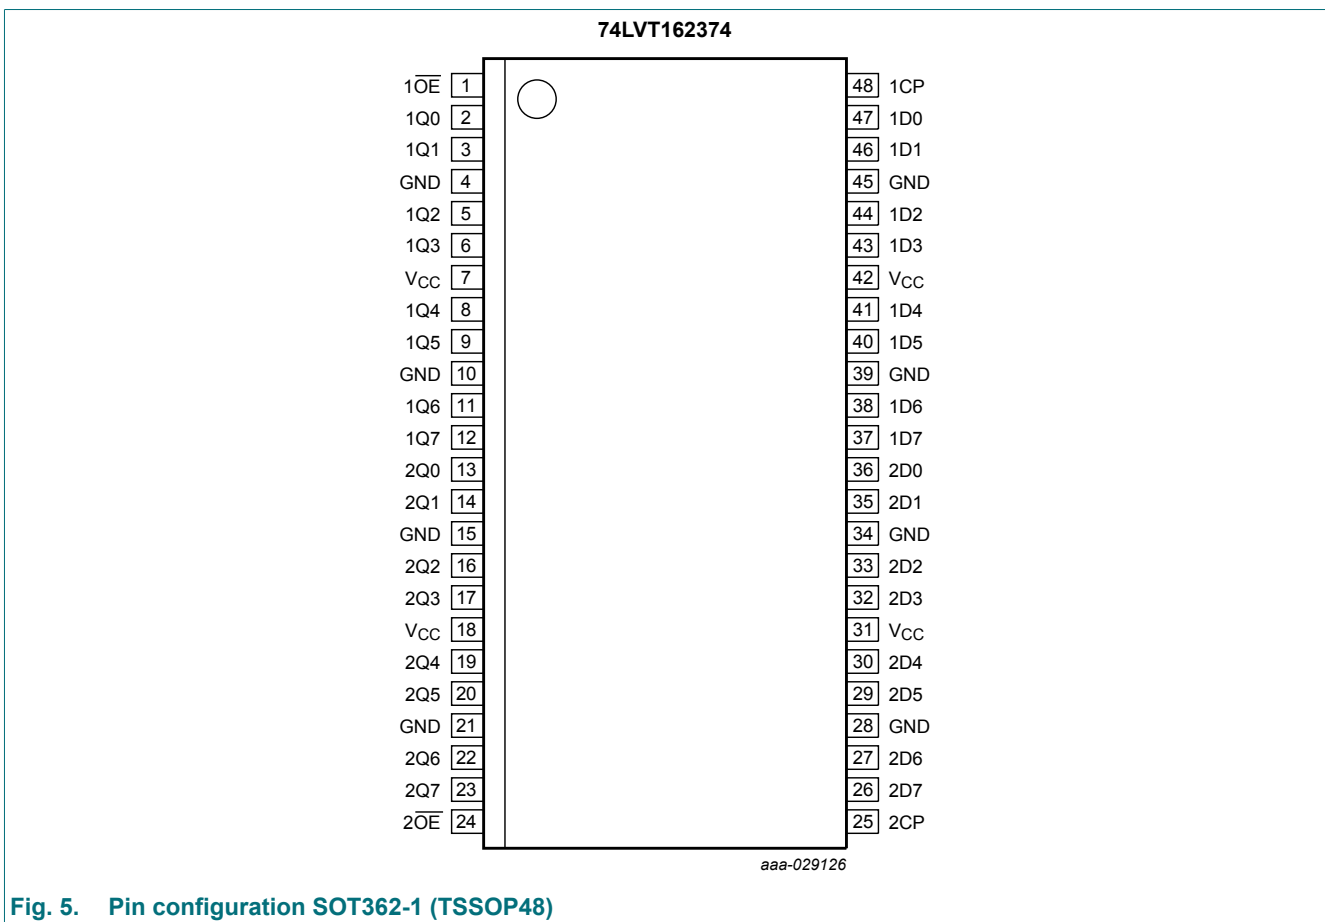 74LVT162374
1O̅E̅ 1 48 1CP
1Q0 2 47 1D0
1Q1 3 46 1D1
GND 4 45 GND
1Q2 5 44 1D2
1Q3 6 43 1D3
VCC 7 42 VCC
1Q4 8 41 1D4
1Q5 9 40 1D5
GND 10 39 GND
1Q6 11 38 1D6
1Q7 12 37 1D7
2Q0 13 36 2D0
2Q1 14 35 2D1
GND 15 34 GND
2Q2 16 33 2D2
2Q3 17 32 2D3
VCC 18 31 VCC
2Q4 19 30 2D4
2Q5 20 29 2D5
GND 21 28 GND
2Q6 22 27 2D6
2Q7 23 26 2D7
2O̅E̅ 24 25 2CP
aaa-029126
Fig. 5. Pin configuration SOT362-1 (TSSOP48)